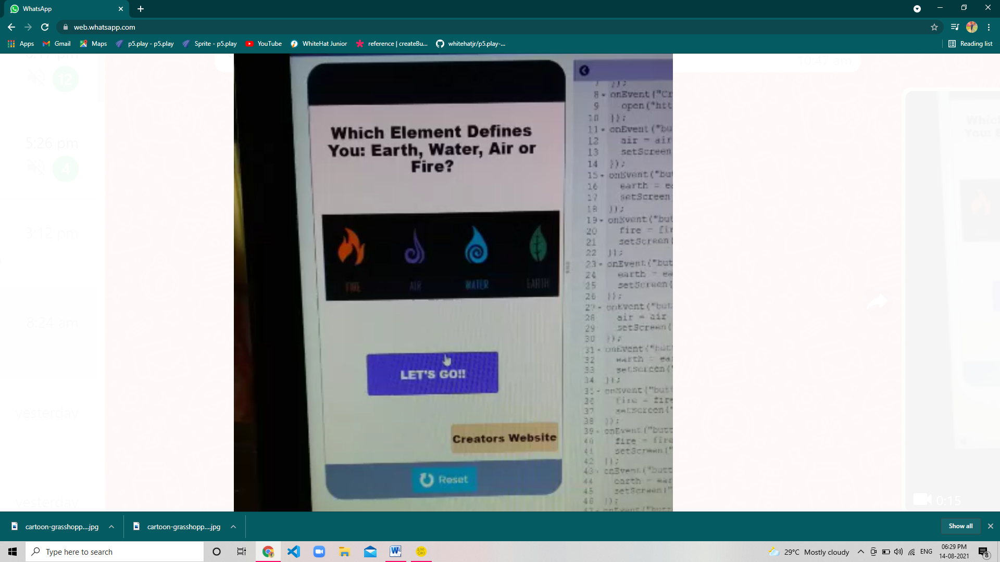 WhatsApp
web.whatsapp.com
Apps
Gmail
Maps
p5.play - p5.play
Sprite - p5.play
YouTube
WhiteHat Junior
reference | createBu...
whitehatjr/p5.play-...
Reading list
12
10:47 am
5:26 pm
4
3:12 pm
8:24 am
yesterday
yesterday
Which Element Defines
You: Earth, Water, Air or
Fire?
FIRE
AIR
WATER
EARTH
LET'S GO!!
Creators Website
Reset
7 });
8 onEvent("Cr
9 open("htt
10 });
11 onEvent("bu
12 air = air
13 setScreen
14 });
15 onEvent("but
16 earth = ea
17 setScreen
18 });
19 onEvent("but
20 fire = fir
21 setScreen(
22 });
23 onEvent("but
24 earth = ea
25 setScreen(
26 });
27 onEvent("but
28 air = air
29 setScreen(
30 });
31 onEvent("but
32 earth = ea
33 setScreen("
34 });
35 onEvent("butt
36 fire = fire
37 setScreen("
38 });
39 onEvent("butt
40 fire = fire
41 setScreen("
42 });
43 onEvent("butt
44 earth = ear
45 setScreen("
46 });
47 onEvent("butt
0:15
cartoon-grasshopp....jpg
cartoon-grasshopp....jpg
Show all
Type here to search
29°C Mostly cloudy
ENG
06:29 PM
14-08-2021
8